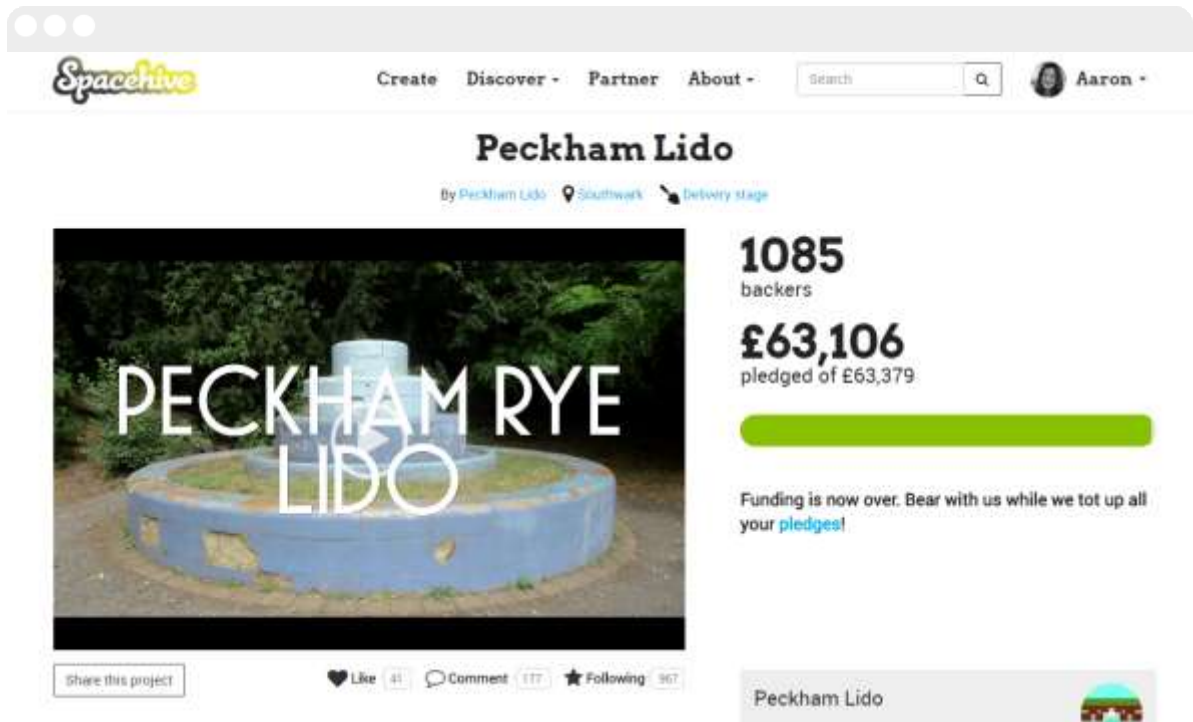 Spacehive
Create Discover Partner About Search Aaron
Peckham Lido
By Peckham Lido Southwark Delivery stage
PECKHAM RYE
LIDO
1085
backers
£63,106
pledged of £63,379
Funding is now over. Bear with us while we tot up all
your pledges!
Share this project
Like 41 Comment 177 Following 967
Peckham Lido